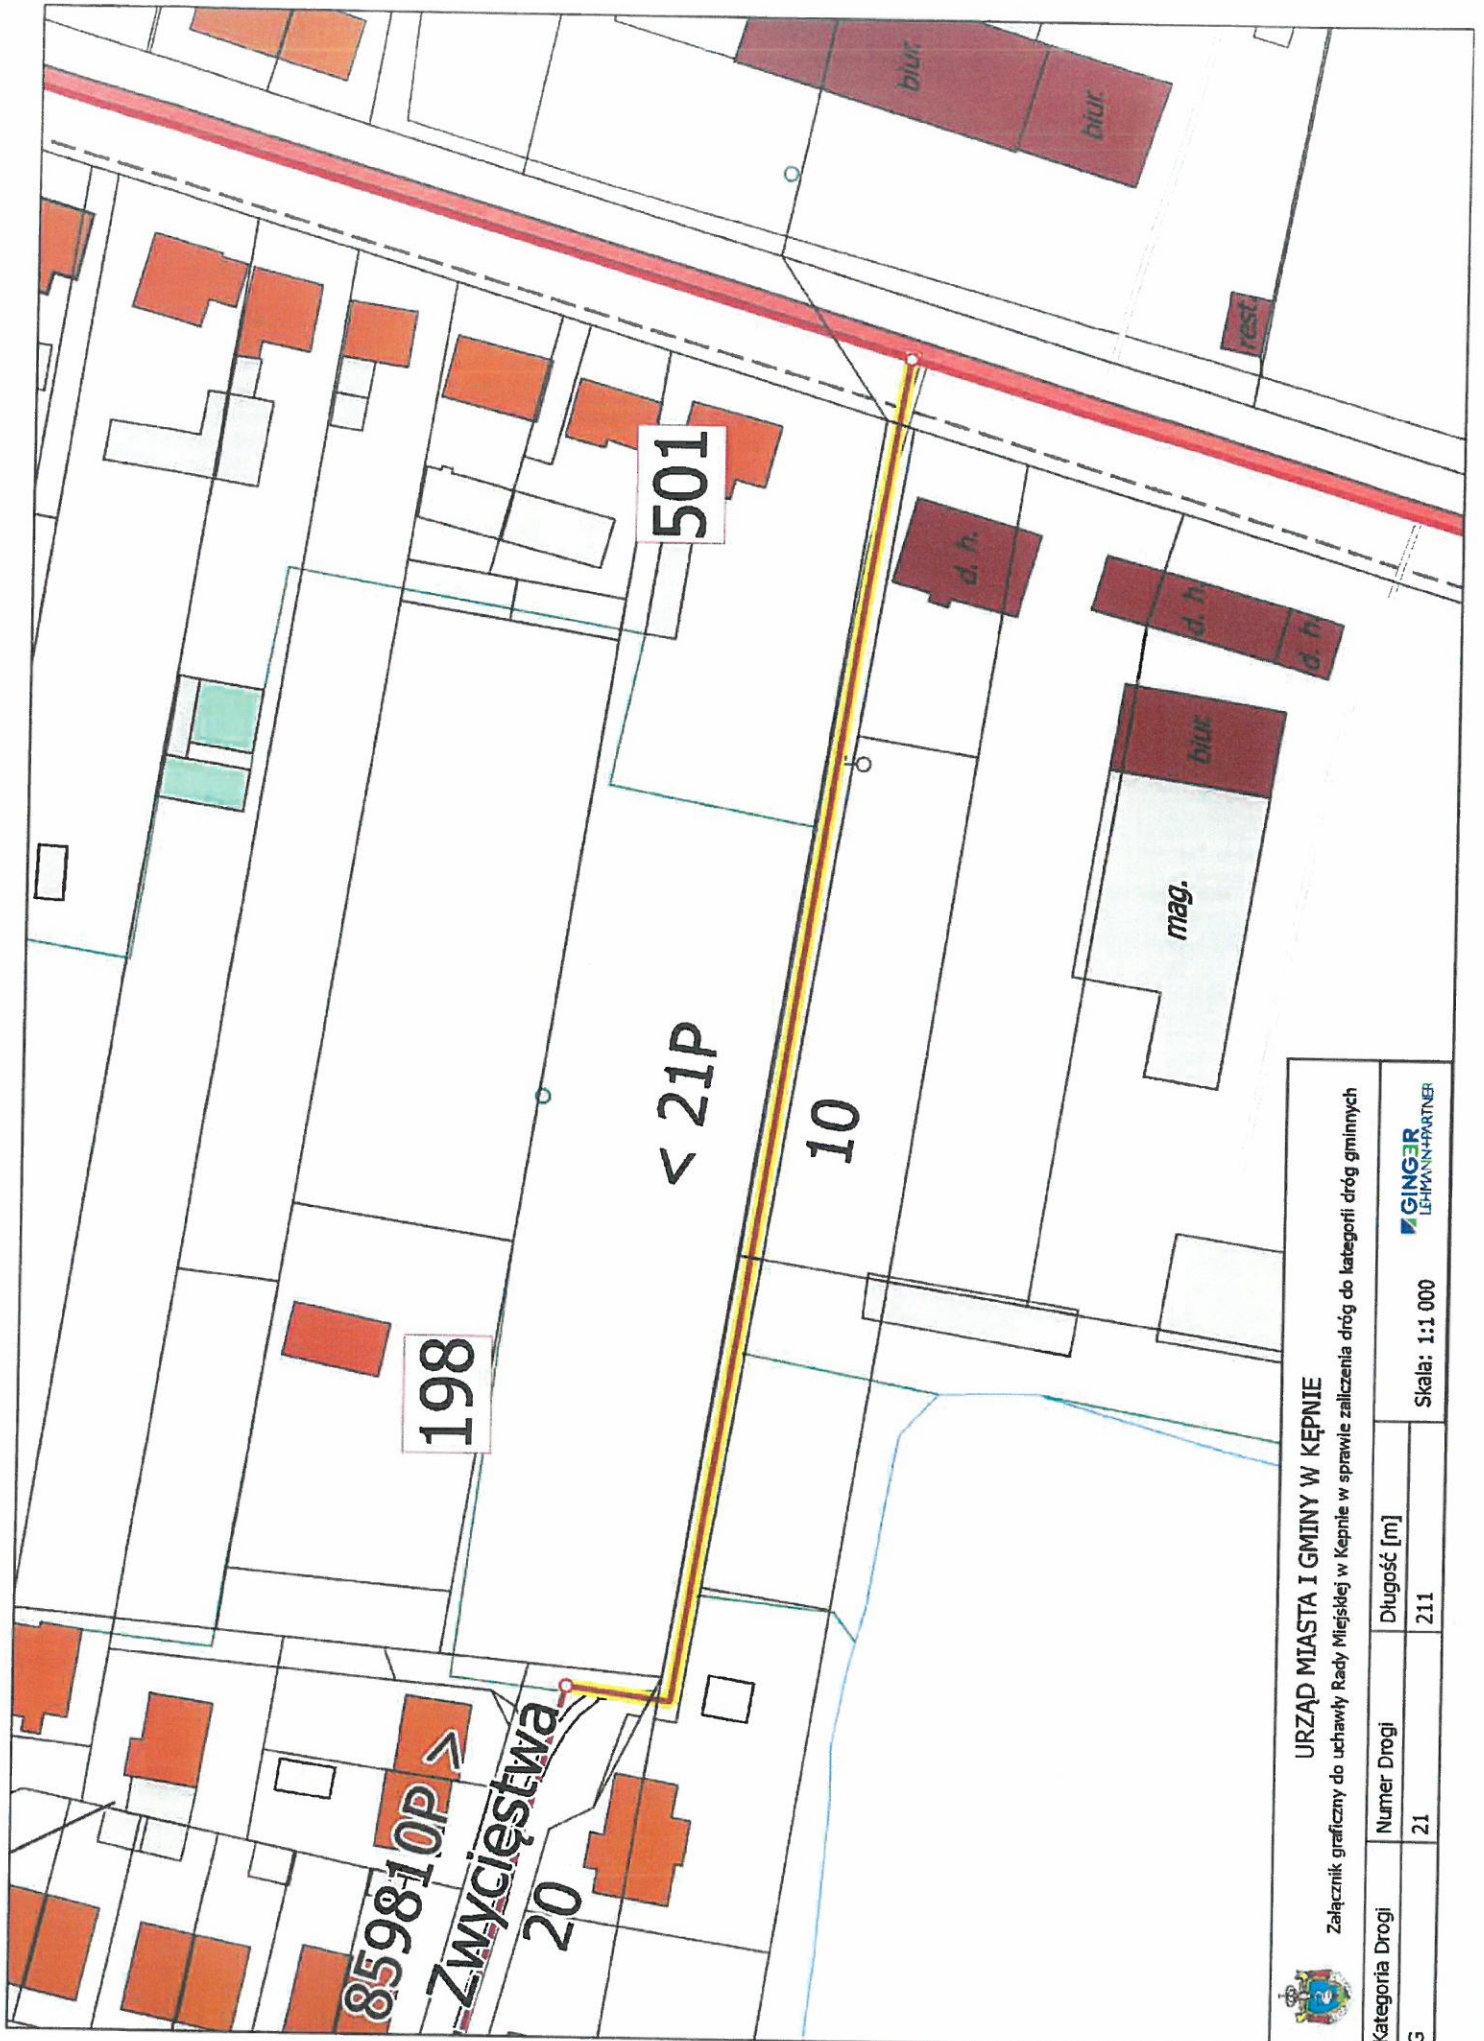 biur.
biur.
rest.
501
d. h.
d. h.
d. h.
biur.
mag.
< 21P
10
198
859810P >
Zwycięstwa
20
URZĄD MIASTA I GMINY W KĘPNIE
Załącznik graficzny do uchawły Rady Miejskiej w Kępnie w sprawie zaliczenia dróg do kategorii dróg gminnych
Kategoria Drogi
Numer Drogi
Długość [m]
G
21
211
Skala: 1:1 000
GINGER
LEHMANN+PARTNER